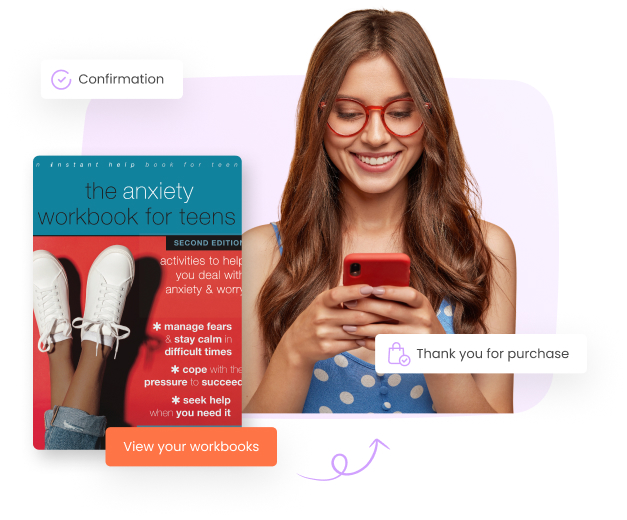 Confirmation
n instant help book for teen
the anxiety
workbook for teens
SECOND EDITION
activities to help
you deal with
anxiety & worry
* manage fears
& stay calm in
difficult times
* cope with the
pressure to succeed
* seek help
when you need it
Thank you for purchase
View your workbooks